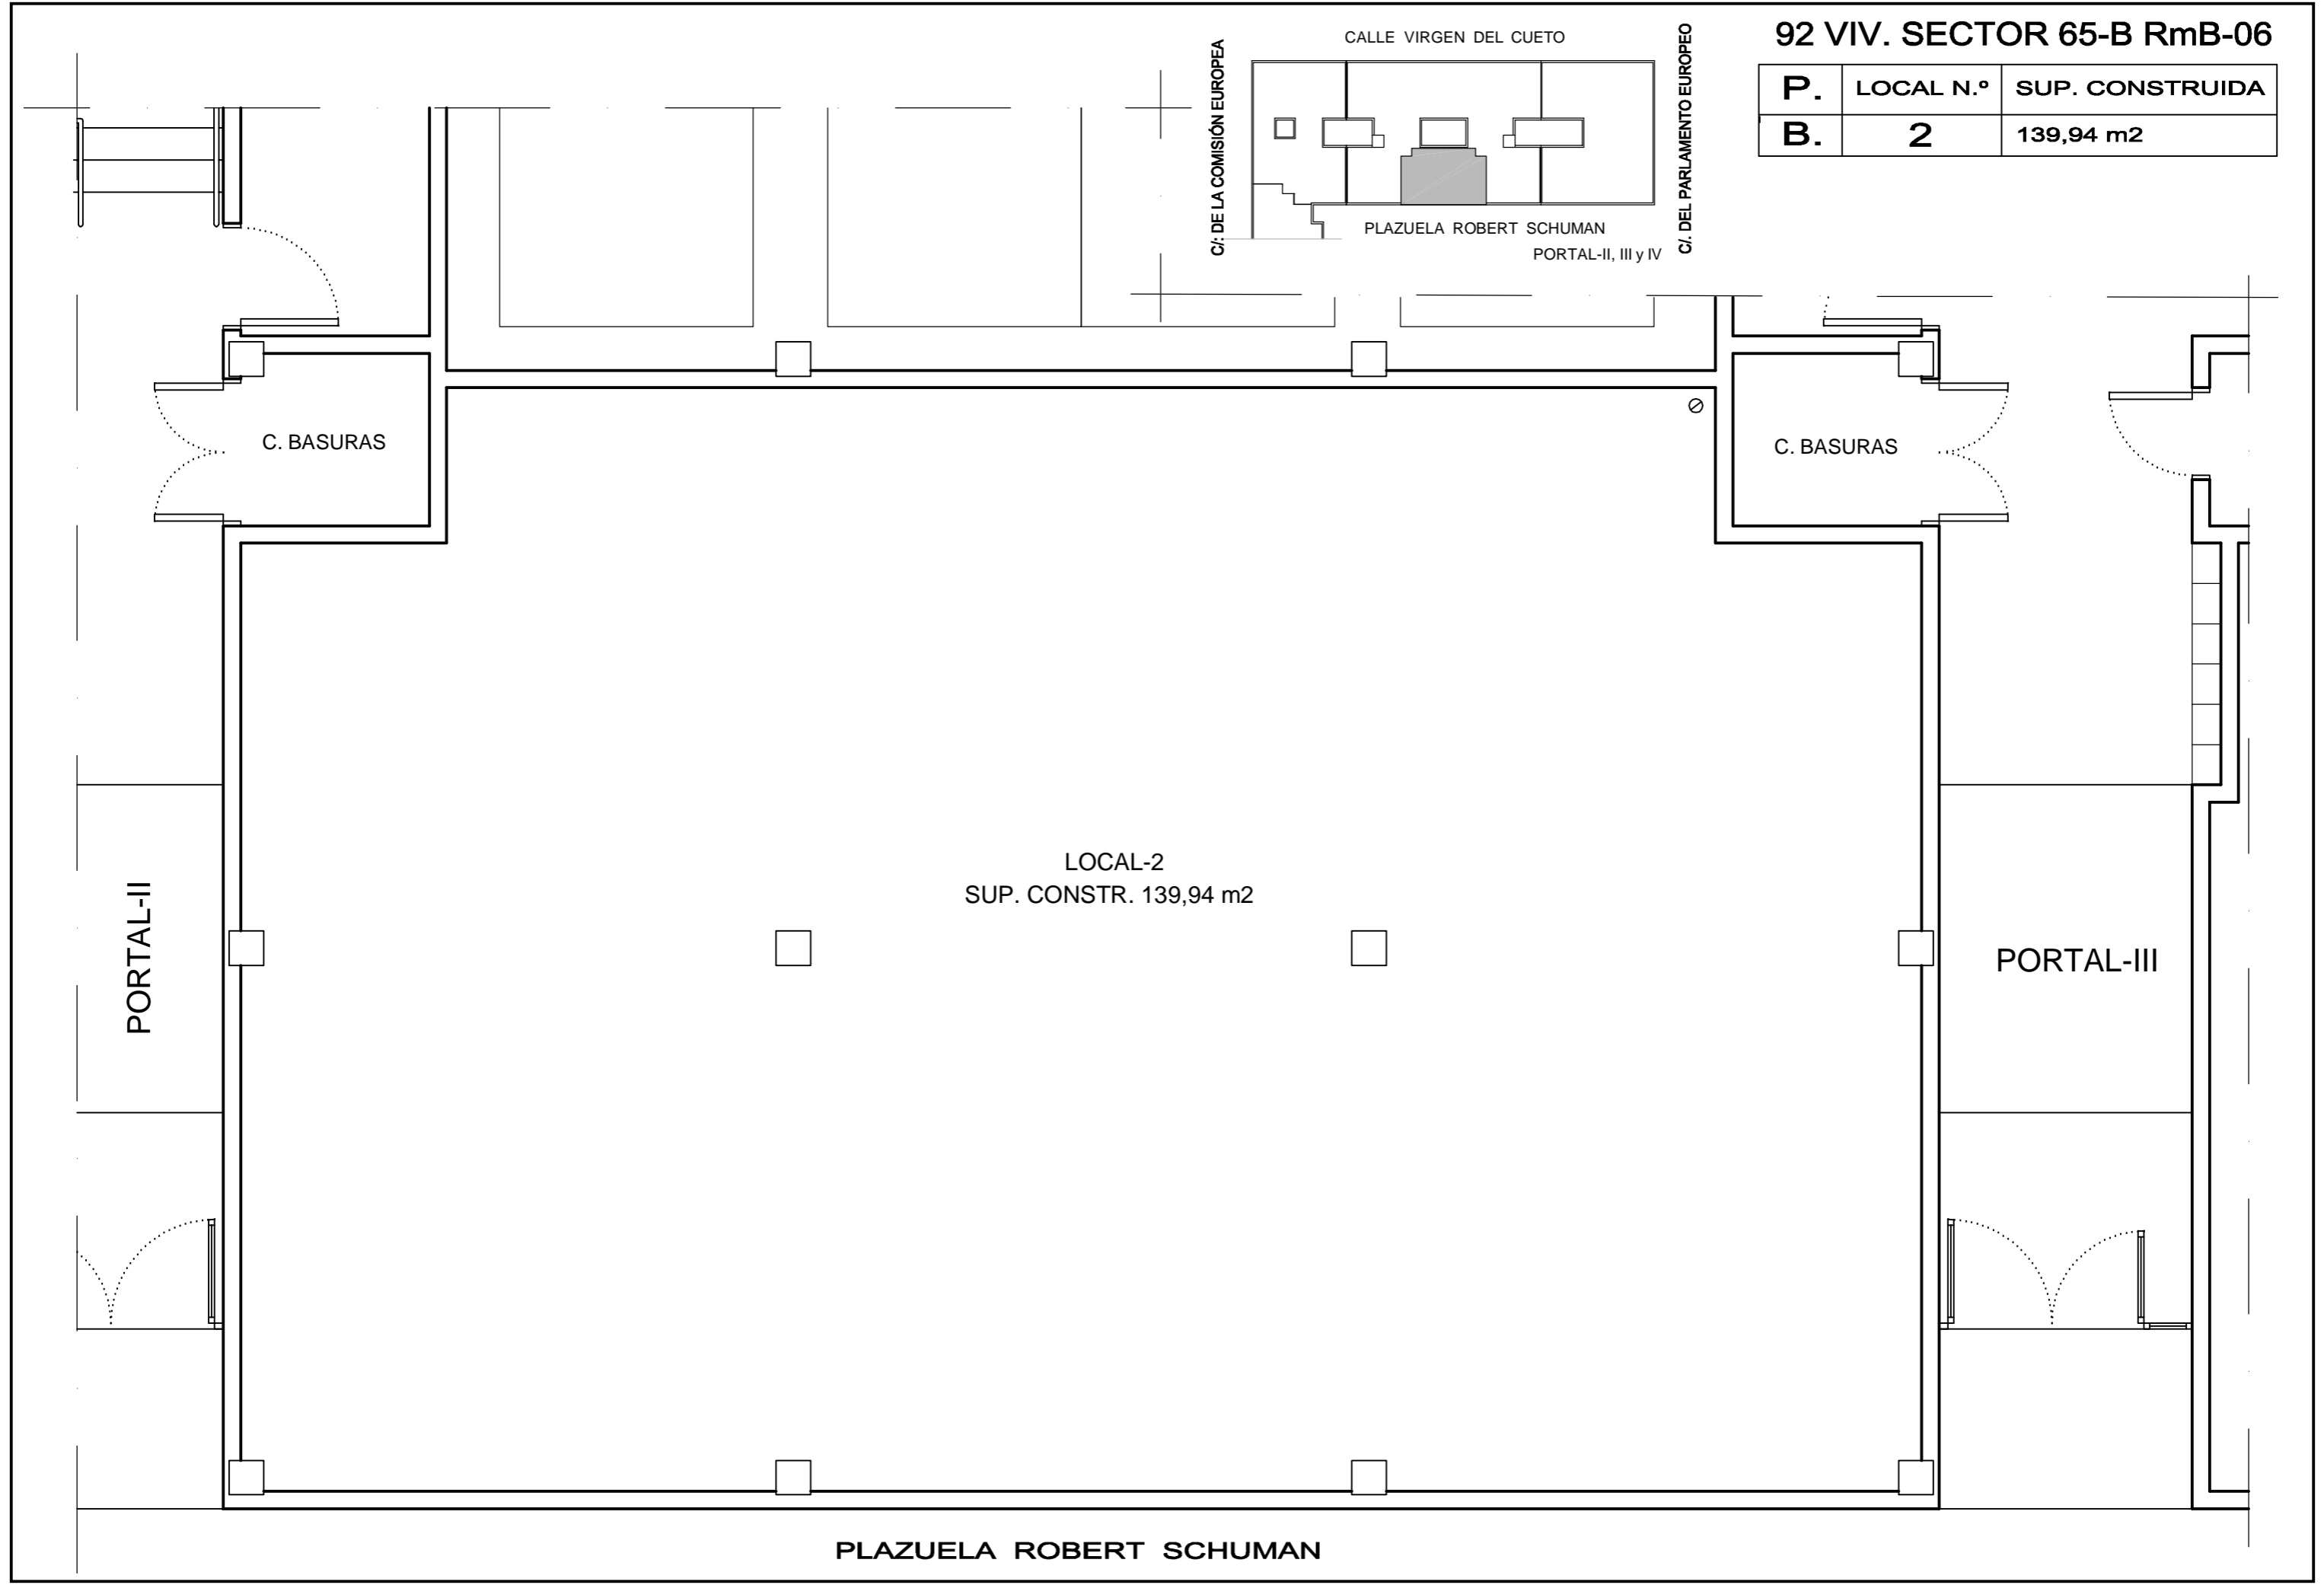 92 VIV. SECTOR 65-B RmB-06
P. LOCAL N.º SUP. CONSTRUIDA
B. 2 139,94 m2
CALLE VIRGEN DEL CUETO
C/: DE LA COMISIÓN EUROPEA
C/. DEL PARLAMENTO EUROPEO
PLAZUELA ROBERT SCHUMAN
PORTAL-II, III y IV
C. BASURAS
C. BASURAS
LOCAL-2
SUP. CONSTR. 139,94 m2
PORTAL-II
PORTAL-III
PLAZUELA ROBERT SCHUMAN